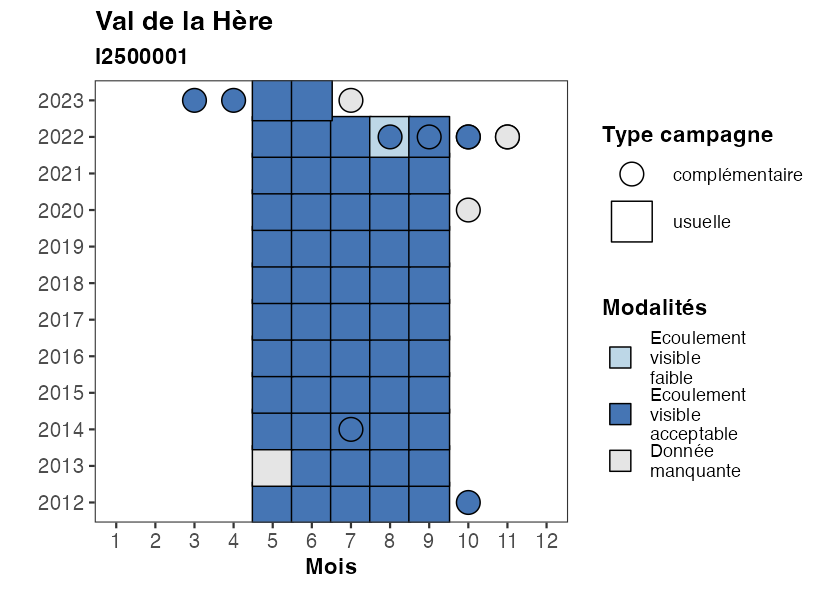 Val de la Hère
I2500001
2023
2022
2021
2020
2019
2018
2017
2016
2015
2014
2013
2012
1 2 3 4 5 6 7 8 9 10 11 12
Mois
Type campagne
complémentaire
usuelle
Modalités
Ecoulement
visible
faible
Ecoulement
visible
acceptable
Donnée
manquante